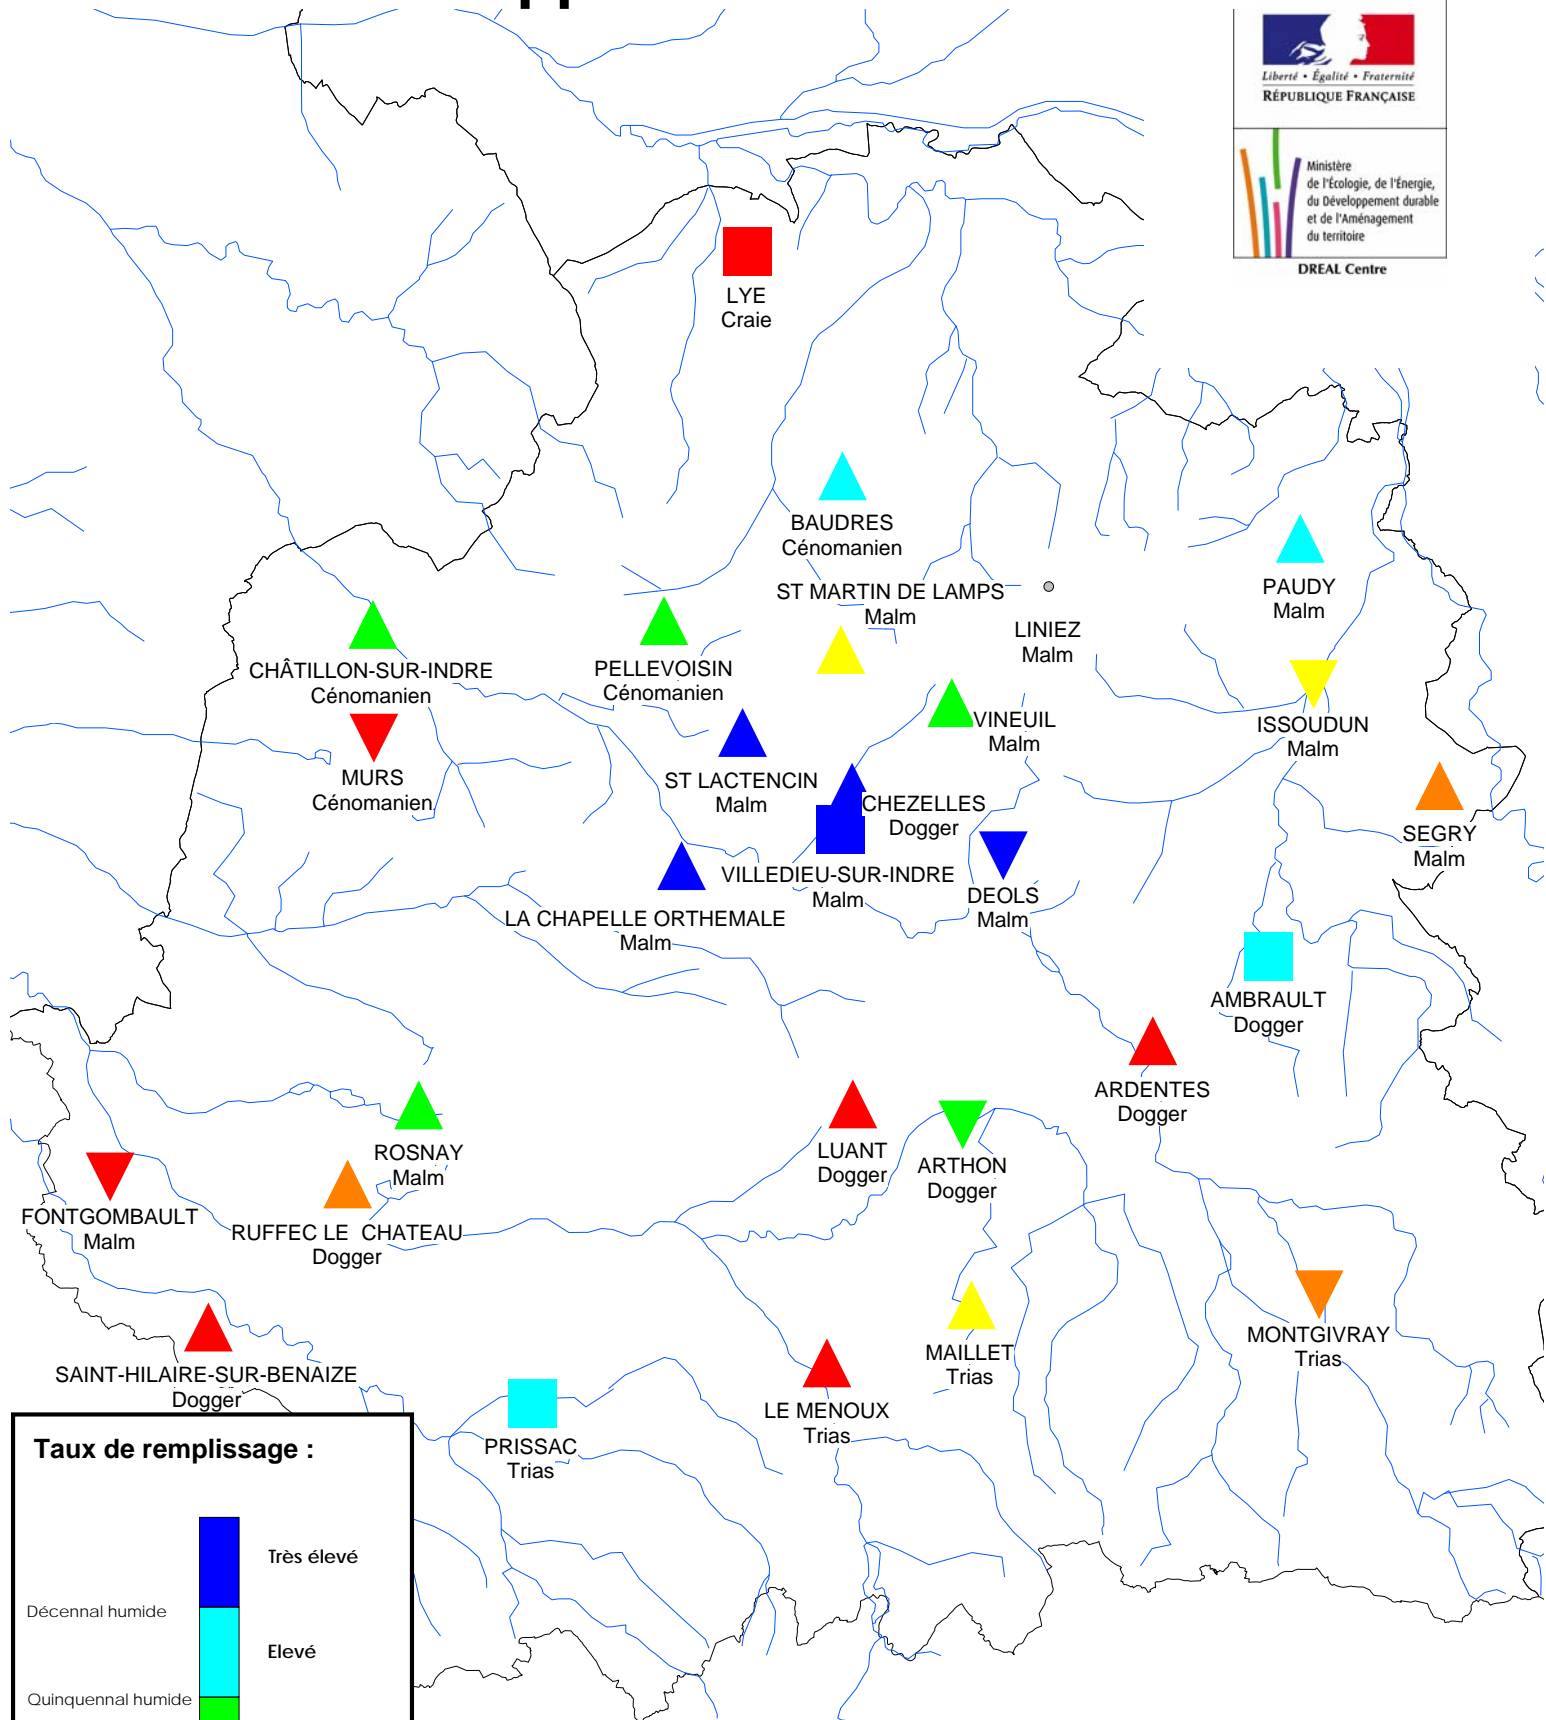 Liberté • Égalité • Fraternité
RÉPUBLIQUE FRANÇAISE
Ministère
de l'Écologie, de l'Énergie,
du Développement durable
et de l'Aménagement
du territoire
DREAL Centre
LYE
Craie
BAUDRES
Cénomanien
ST MARTIN DE LAMPS
Malm
LINIEZ
Malm
PAUDY
Malm
CHÂTILLON-SUR-INDRE
Cénomanien
PELLEVOISIN
Cénomanien
VINEUIL
Malm
ISSOUDUN
Malm
MURS
Cénomanien
ST LACTENCIN
Malm
CHEZELLES
Dogger
SEGRY
Malm
VILLEDIEU-SUR-INDRE
Malm
DEOLS
Malm
LA CHAPELLE ORTHEMALE
Malm
AMBRAULT
Dogger
ARDENTES
Dogger
ROSNAY
Malm
LUANT
Dogger
ARTHON
Dogger
FONTGOMBAULT
Malm
RUFFEC LE  CHATEAU
Dogger
MONTGIVRAY
Trias
MAILLET
Trias
SAINT-HILAIRE-SUR-BENAIZE
Dogger
LE MENOUX
Trias
PRISSAC
Trias
Taux de remplissage :
Très élevé
Décennal humide
Elevé
Quinquennal humide